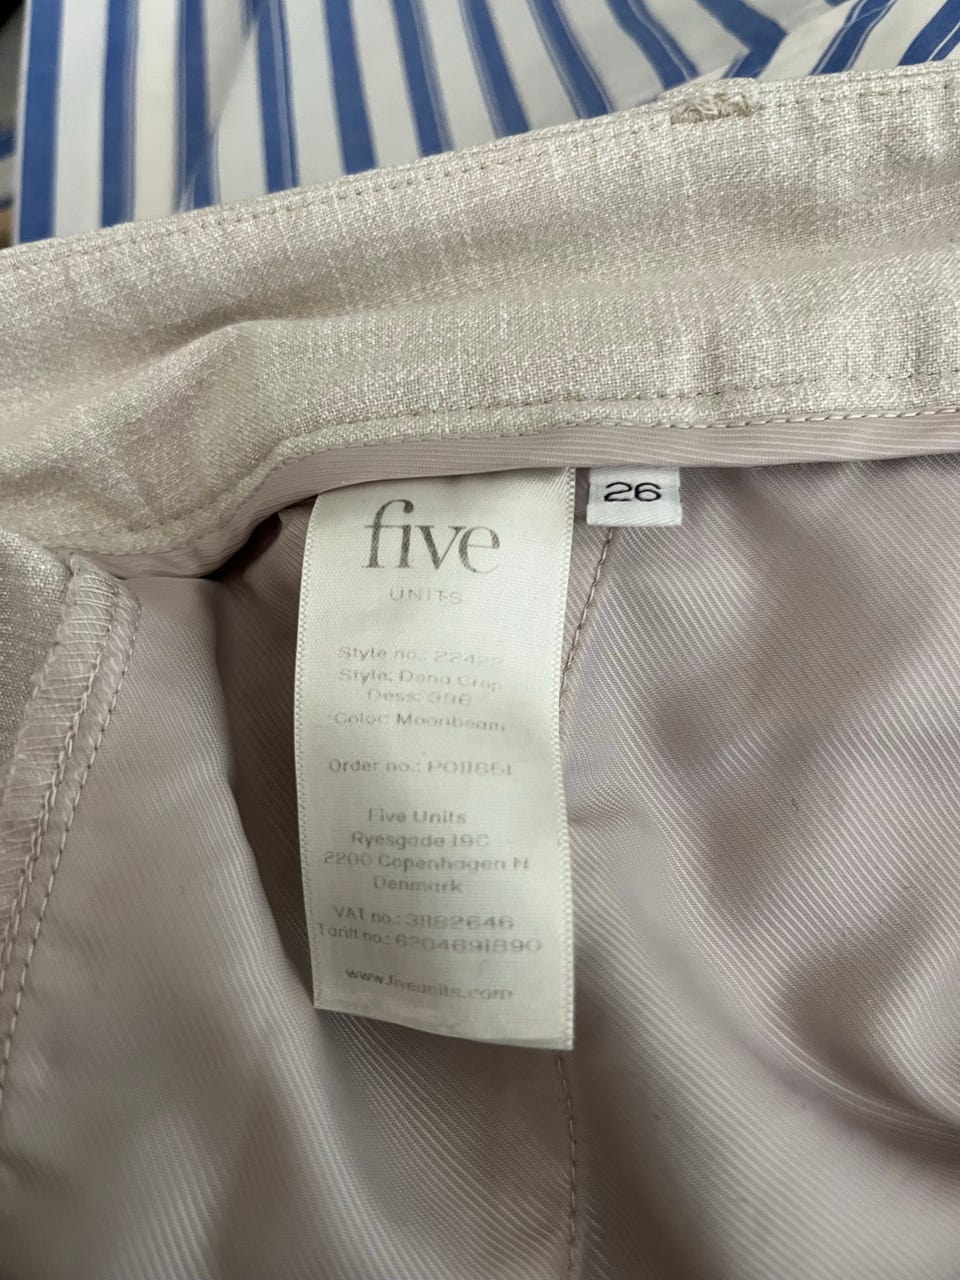 five
UNITS
26
Style no.: 22422
Style: Dana Crop
Dess: 396
Color: Moonbeam
Order no.: PO11851
Five Units
Ryesgade 19C
2200 Copenhagen N
Denmark
VAT no.: 31182646
Tariff no.: 6204691890
www.fiveunits.com